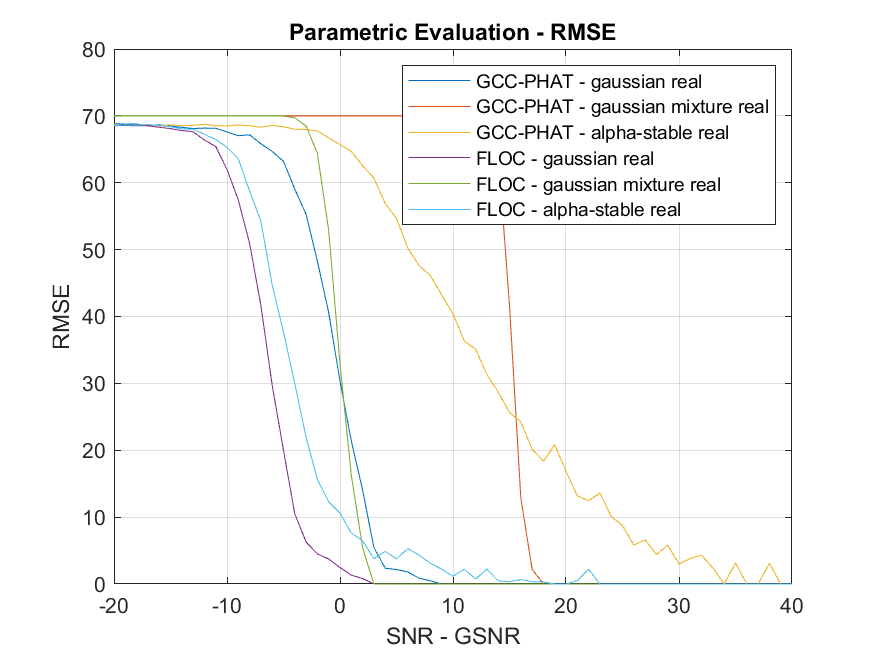 Parametric Evaluation - RMSE
80
70
60
50
40
30
20
10
0
RMSE
GCC-PHAT - gaussian real
GCC-PHAT - gaussian mixture real
GCC-PHAT - alpha-stable real
FLOC - gaussian real
FLOC - gaussian mixture real
FLOC - alpha-stable real
-20 -10 0 10 20 30 40
SNR - GSNR